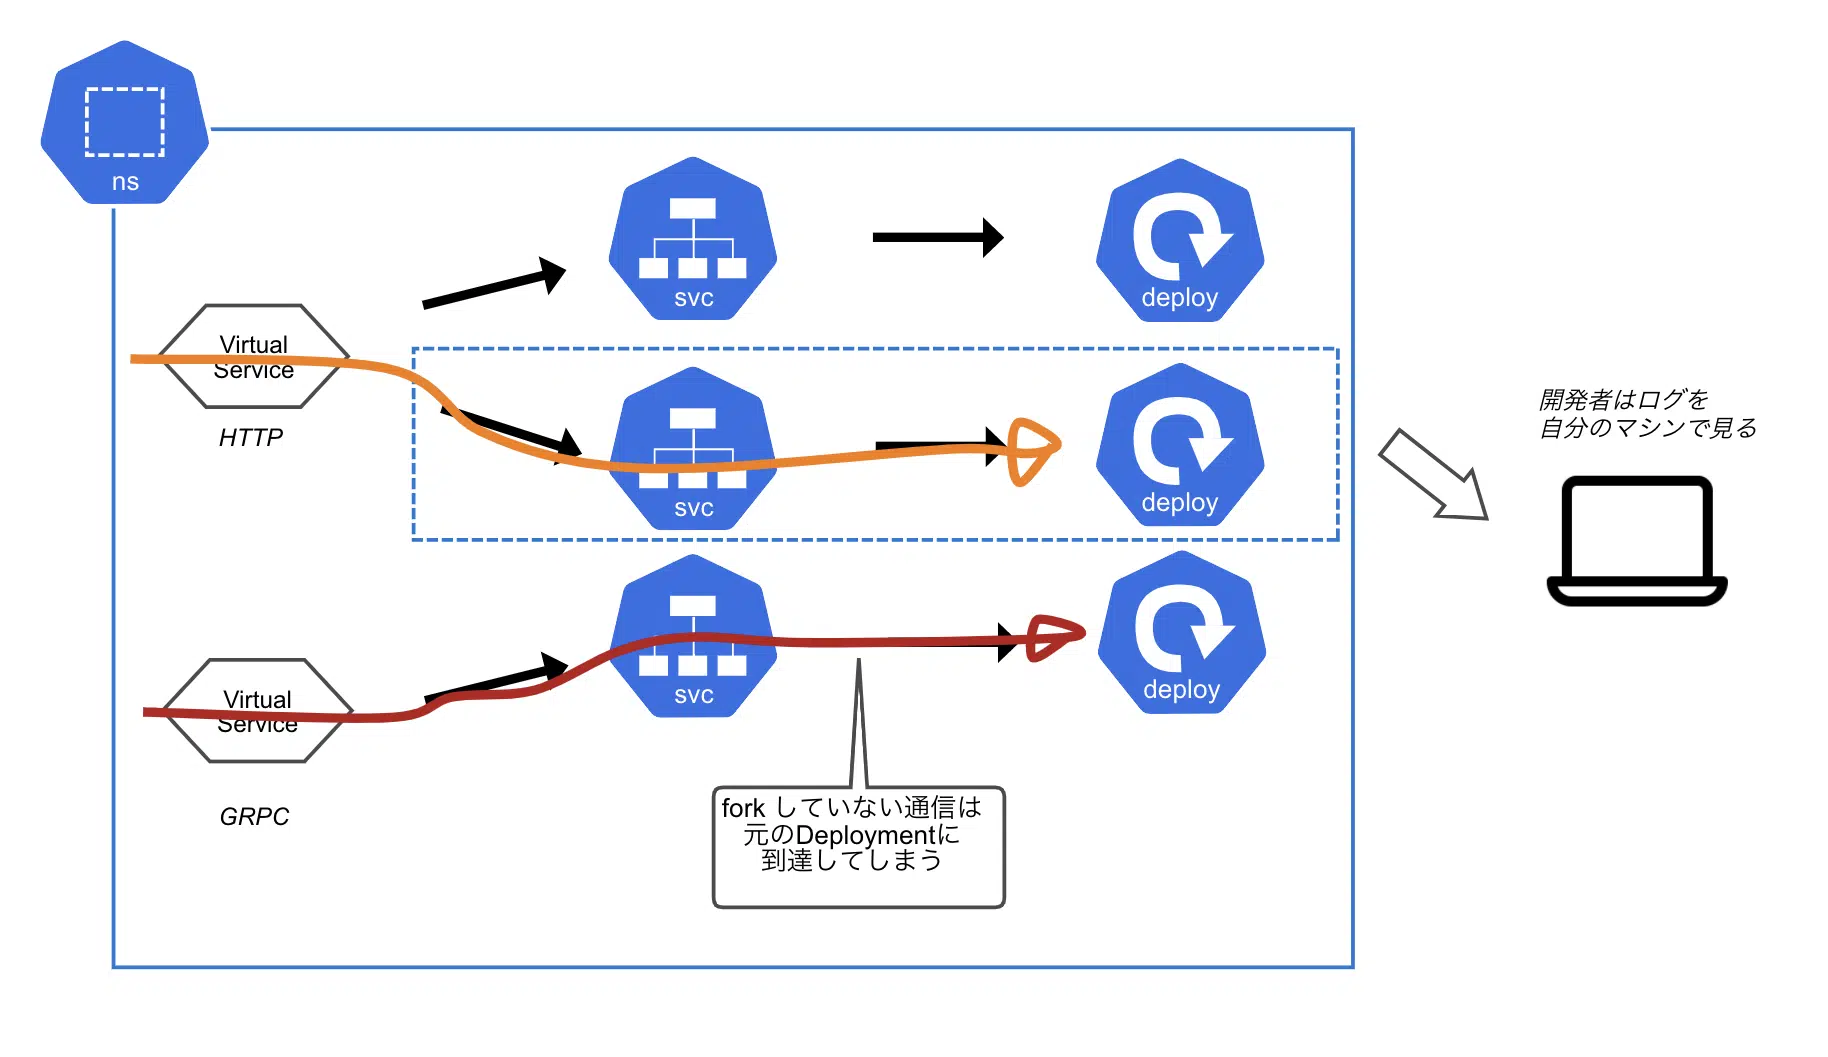 ns
svc
deploy
Virtual
Service
HTTP
svc
deploy
開発者はログを
自分のマシンで見る
svc
deploy
Virtual
Service
GRPC
fork していない通信は
元のDeploymentに
到達してしまう